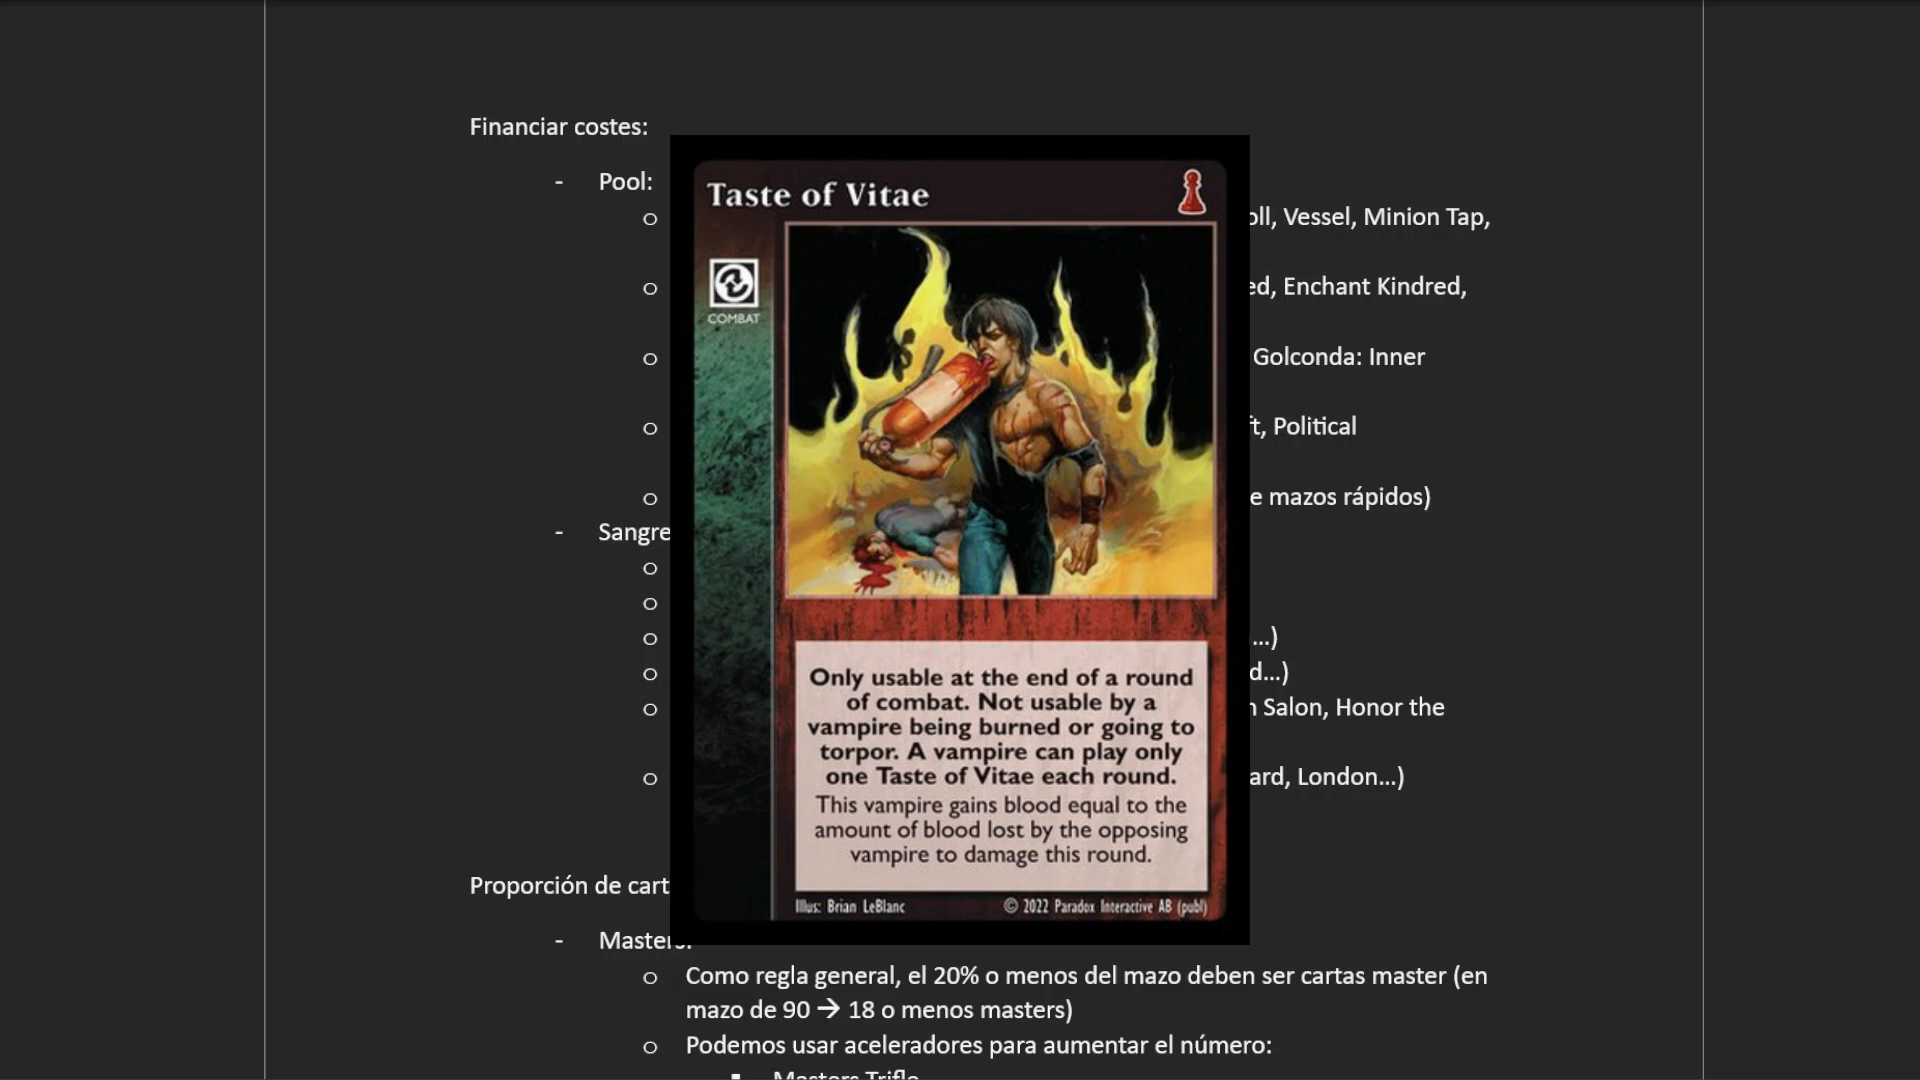 Financiar costes:
- Pool:
o oll, Vessel, Minion Tap,
o ed, Enchant Kindred,
o Golconda: Inner
o t, Political
o e mazos rápidos)
- Sangre
o
o
o ...)
o d...)
o n Salon, Honor the
o ard, London...)
Taste of Vitae
COMBAT
Only usable at the end of a round
of combat. Not usable by a
vampire being burned or going to
torpor. A vampire can play only
one Taste of Vitae each round.
This vampire gains blood equal to the
amount of blood lost by the opposing
vampire to damage this round.
Illus: Brian LeBlanc © 2022 Paradox Interactive AB (publ)
Proporción de cart
- Masters:
o Como regla general, el 20% o menos del mazo deben ser cartas master (en
mazo de 90 → 18 o menos masters)
o Podemos usar aceleradores para aumentar el número:
▪ Masters Trifle